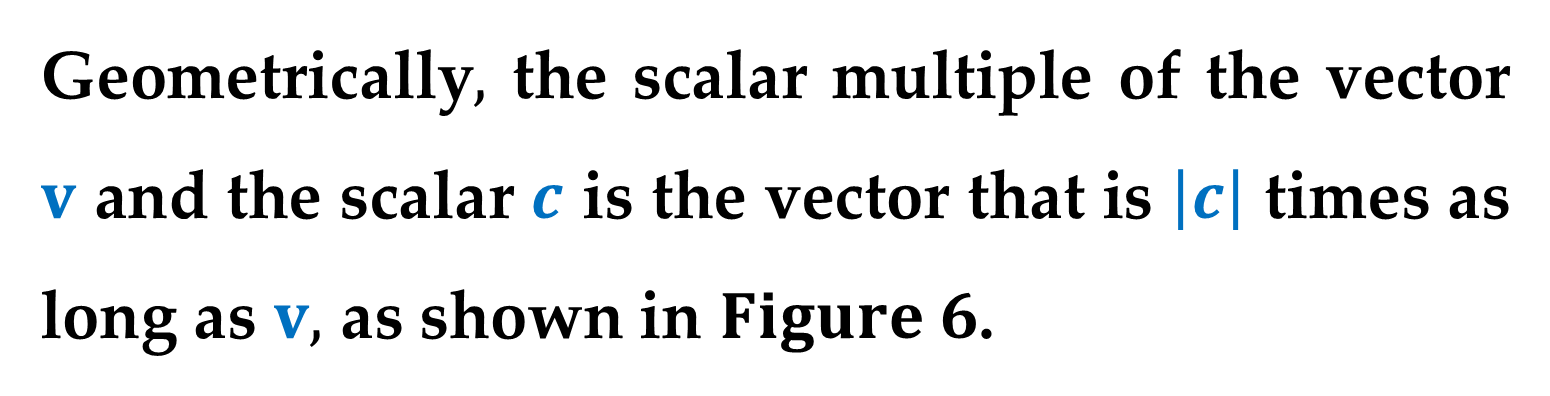 Geometrically, the scalar multiple of the vector
v and the scalar c is the vector that is |c| times as
long as v, as shown in Figure 6.